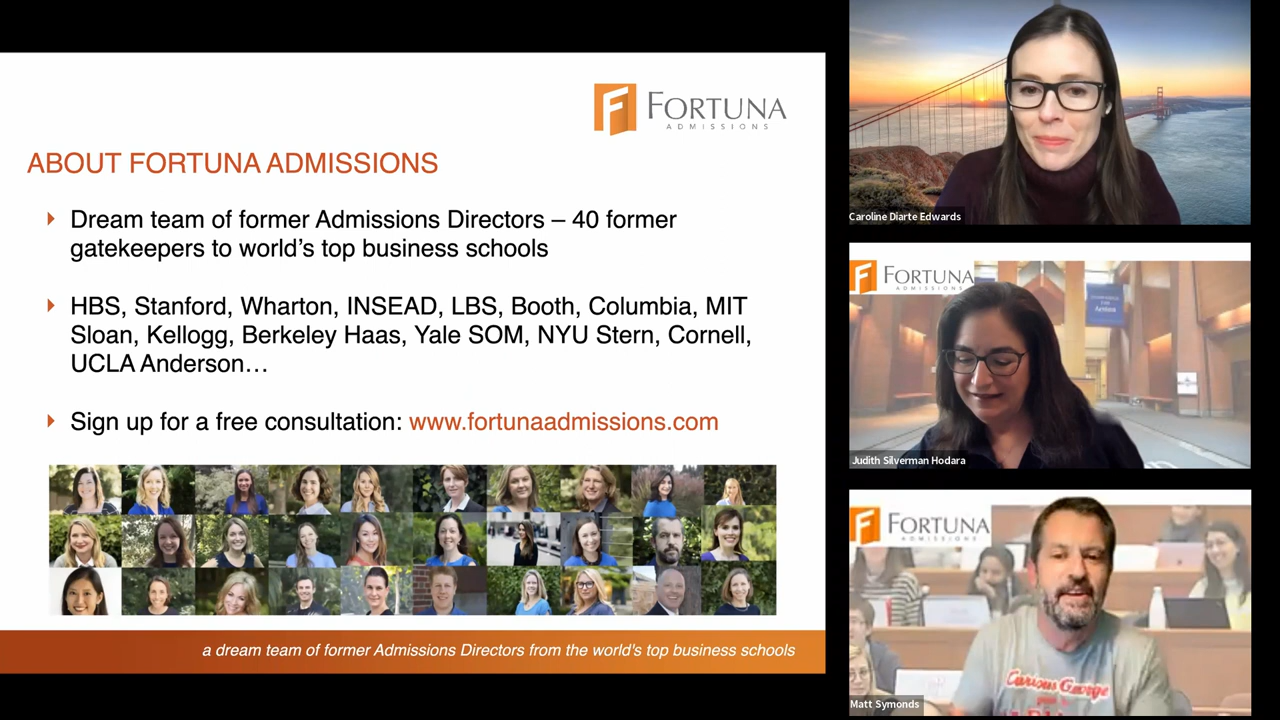 FORTUNA
ADMISSIONS
ABOUT FORTUNA ADMISSIONS
Dream team of former Admissions Directors – 40 former
gatekeepers to world's top business schools
HBS, Stanford, Wharton, INSEAD, LBS, Booth, Columbia, MIT
Sloan, Kellogg, Berkeley Haas, Yale SOM, NYU Stern, Cornell,
UCLA Anderson…
Sign up for a free consultation: www.fortunaadmissions.com
a dream team of former Admissions Directors from the world's top business schools
Caroline Diarte Edwards
FORTUNA
ADMISSIONS
Judith Silverman Hodara
FORTUNA
ADMISSIONS
Curious George
Matt Symonds